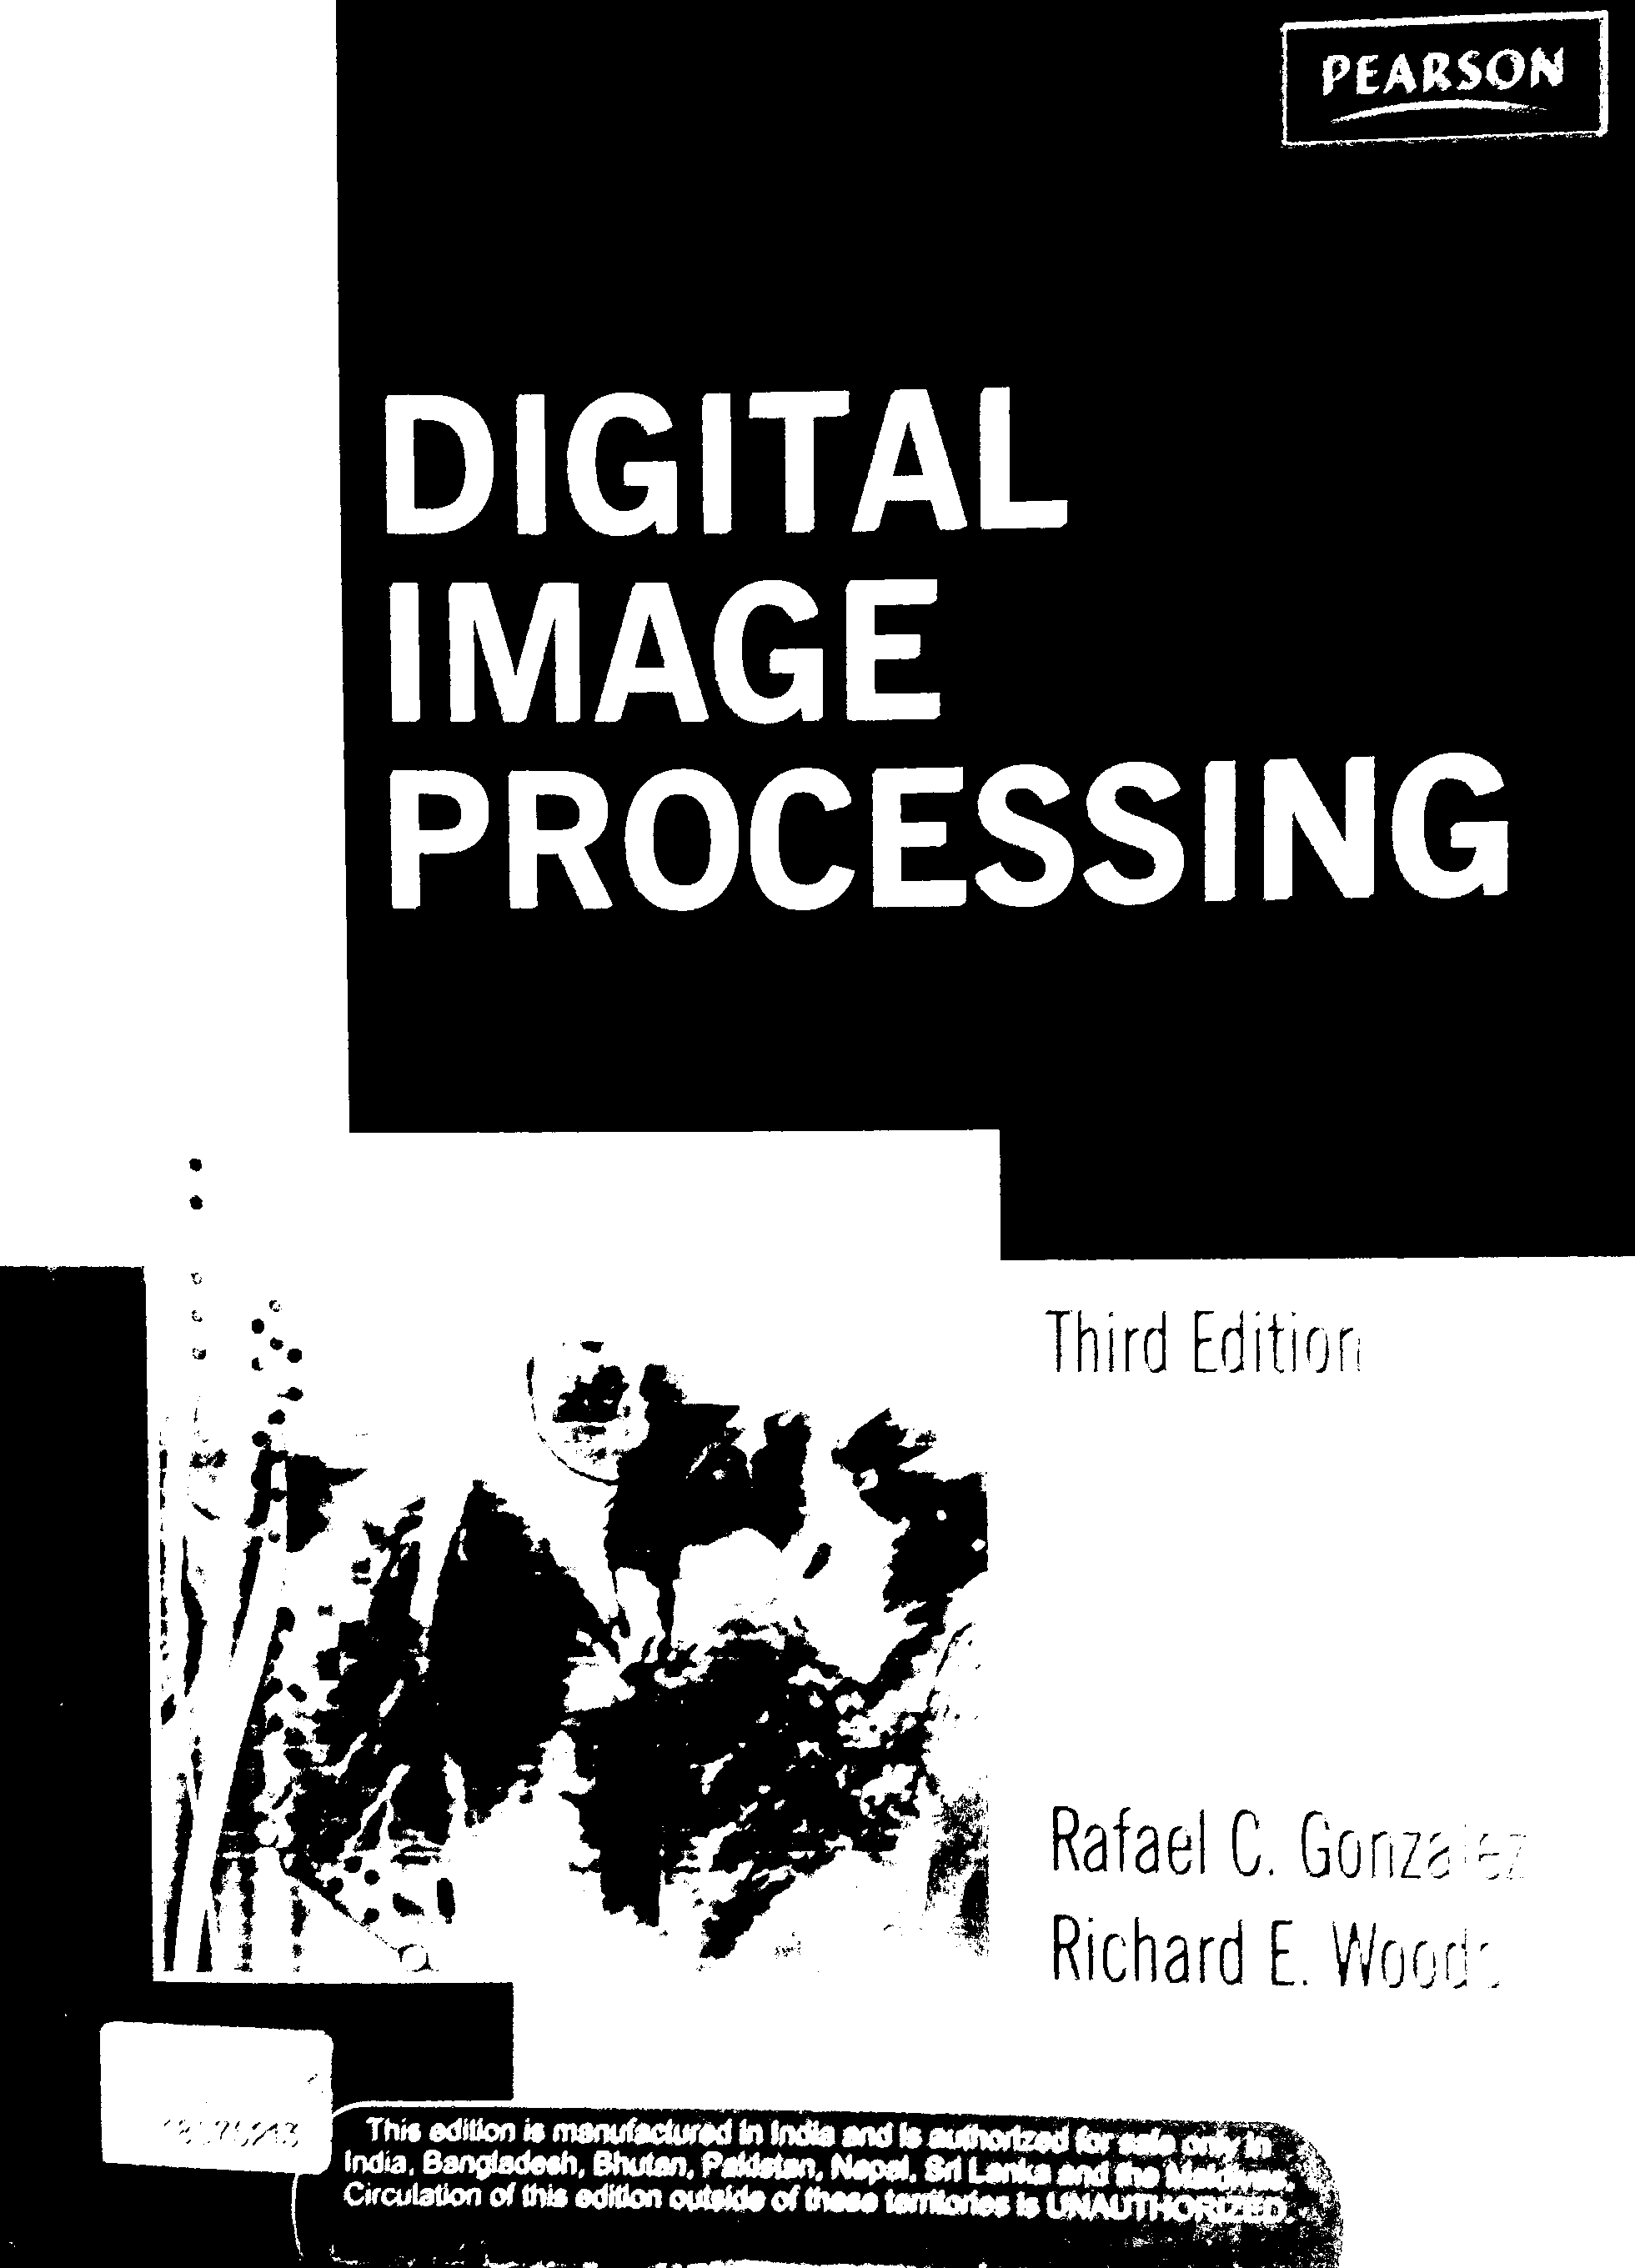 PEARSON
DIGITAL
IMAGE
PROCESSING
Third Edition
Rafael C. Gonzalez
Richard E. Woods
This edition is manufactured in India and is authorized for sale only in
India, Bangladesh, Bhutan, Pakistan, Nepal, Sri Lanka and the Maldives.
Circulation of this edition outside of these territories is UNAUTHORIZED.